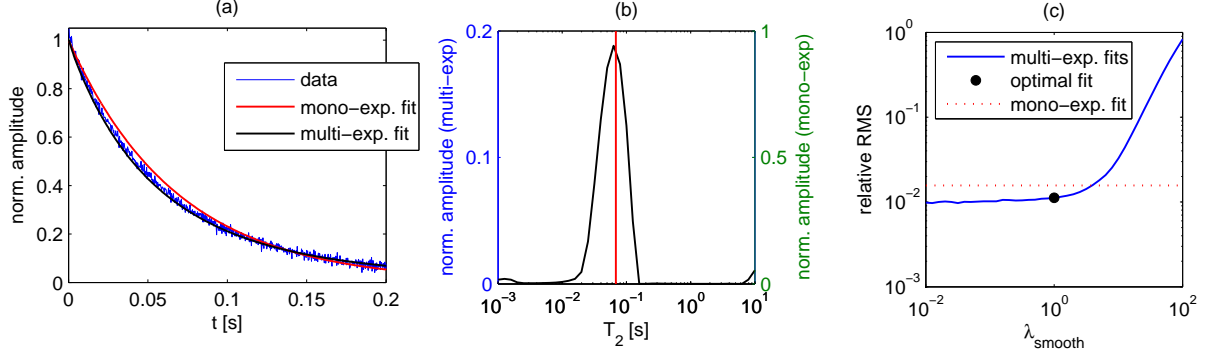 (a)
norm. amplitude
1.2
1
0.8
0.6
0.4
0.2
0
0
0.05
0.1
0.15
0.2
t [s]
data
mono−exp. fit
multi−exp. fit
(b)
norm. amplitude (multi−exp)
0.2
0.1
0
10^−3
10^−2
10^−1
10^0
10^1
T_2 [s]
norm. amplitude (mono−exp)
1
0.5
0
(c)
relative RMS
10^0
10^−1
10^−2
10^−3
10^−2
10^0
10^2
λ_smooth
multi−exp. fits
optimal fit
mono−exp. fit